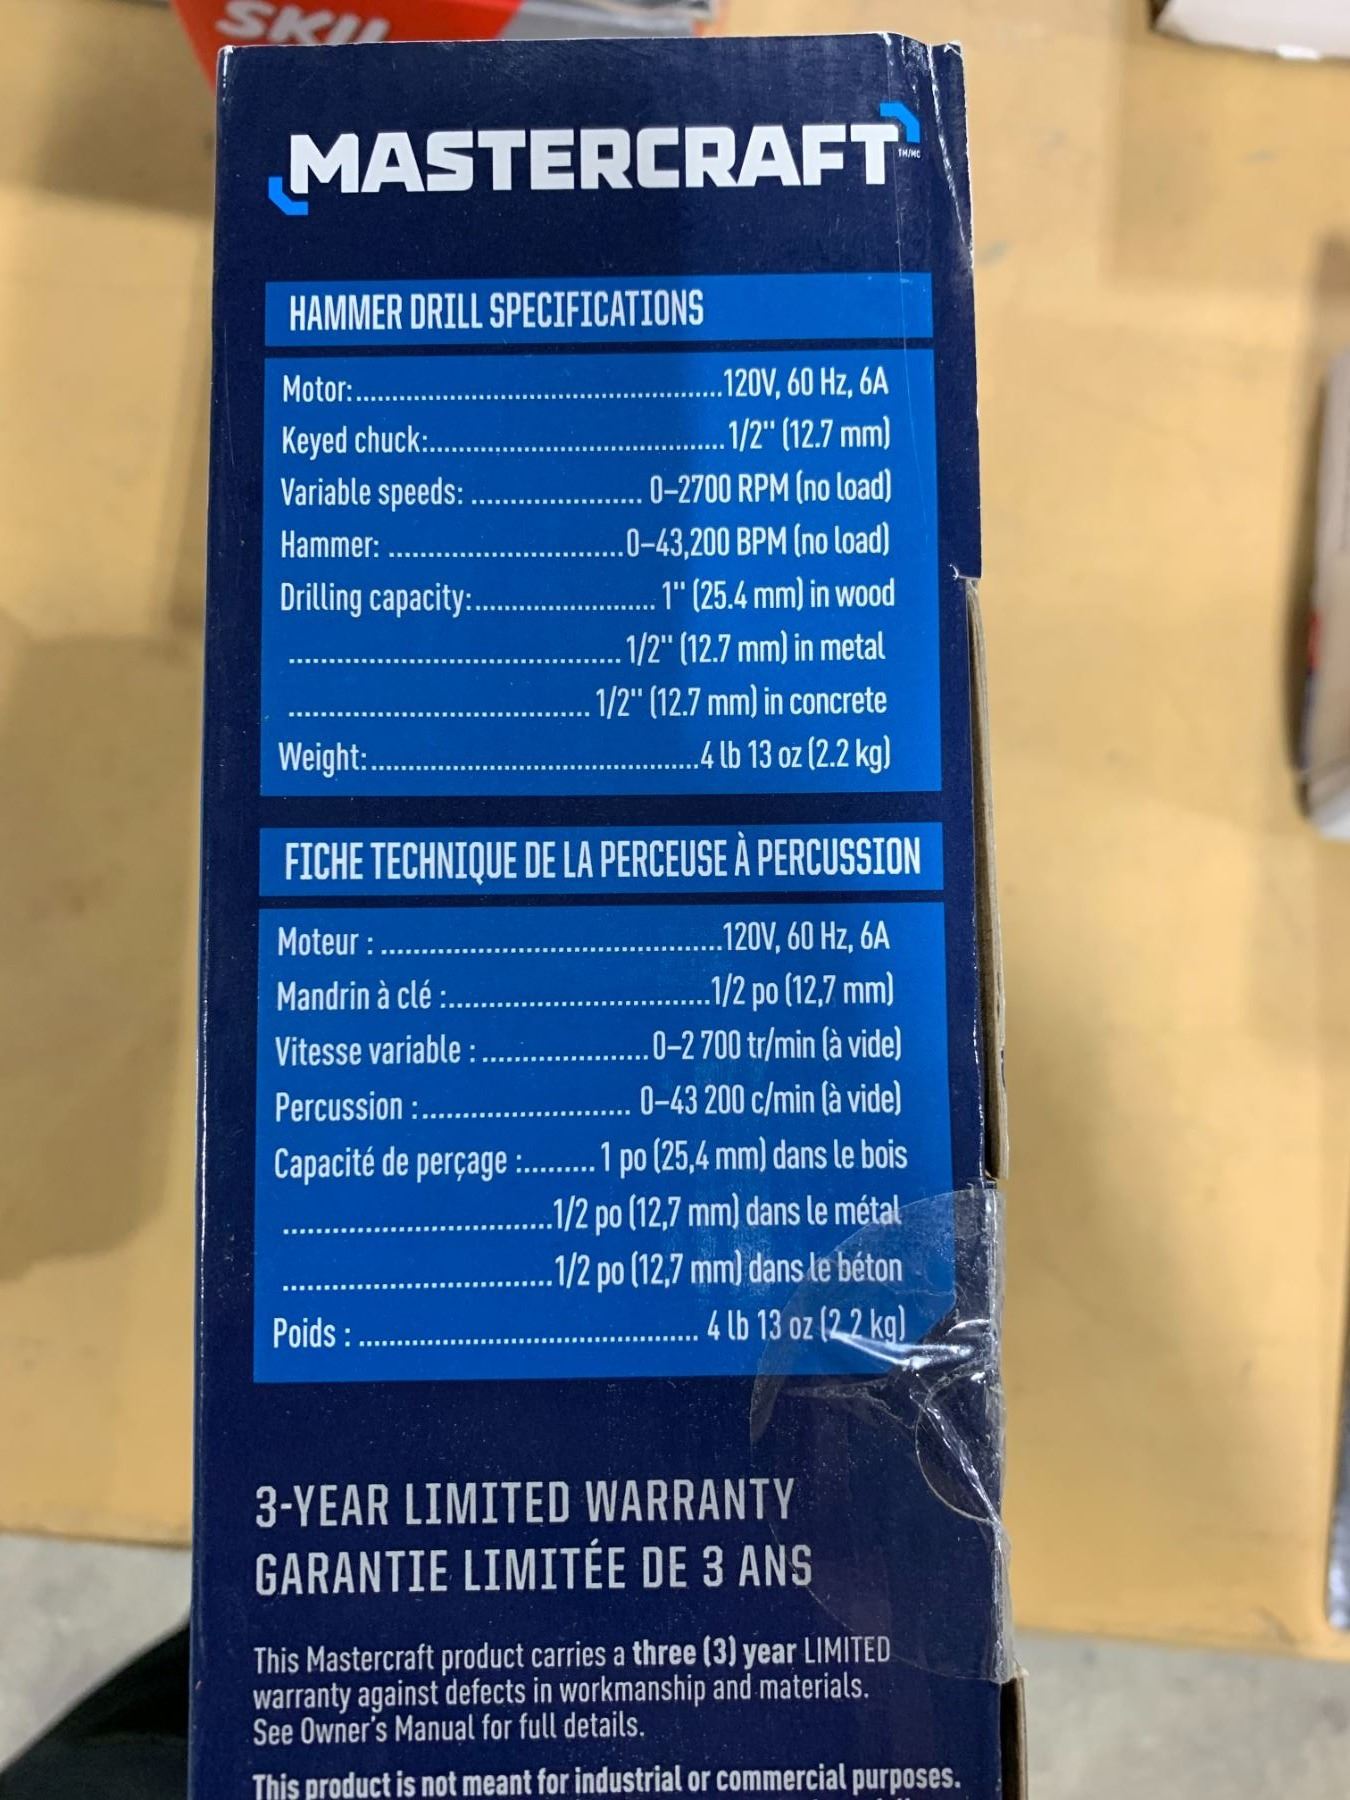 SKIL
MASTERCRAFT
TM/MC
HAMMER DRILL SPECIFICATIONS
Motor:..........................................120V, 60 Hz, 6A
Keyed chuck:..................................1/2" (12.7 mm)
Variable speeds: .................... 0–2700 RPM (no load)
Hammer: ...........................0–43,200 BPM (no load)
Drilling capacity:..................... 1" (25.4 mm) in wood
...................................... 1/2" (12.7 mm) in metal
.................................. 1/2" (12.7 mm) in concrete
Weight:......................................4 lb 13 oz (2.2 kg)
FICHE TECHNIQUE DE LA PERCEUSE À PERCUSSION
Moteur : .......................................120V, 60 Hz, 6A
Mandrin à clé :..............................1/2 po (12,7 mm)
Vitesse variable : ...................0–2 700 tr/min (à vide)
Percussion :........................ 0–43 200 c/min (à vide)
Capacité de perçage :.........1 po (25,4 mm) dans le bois
...............................1/2 po (12,7 mm) dans le métal
...............................1/2 po (12,7 mm) dans le béton
Poids : ....................................... 4 lb 13 oz (2.2 kg)
3-YEAR LIMITED WARRANTY
GARANTIE LIMITÉE DE 3 ANS
This Mastercraft product carries a three (3) year LIMITED
warranty against defects in workmanship and materials.
See Owner's Manual for full details.
This product is not meant for industrial or commercial purposes.